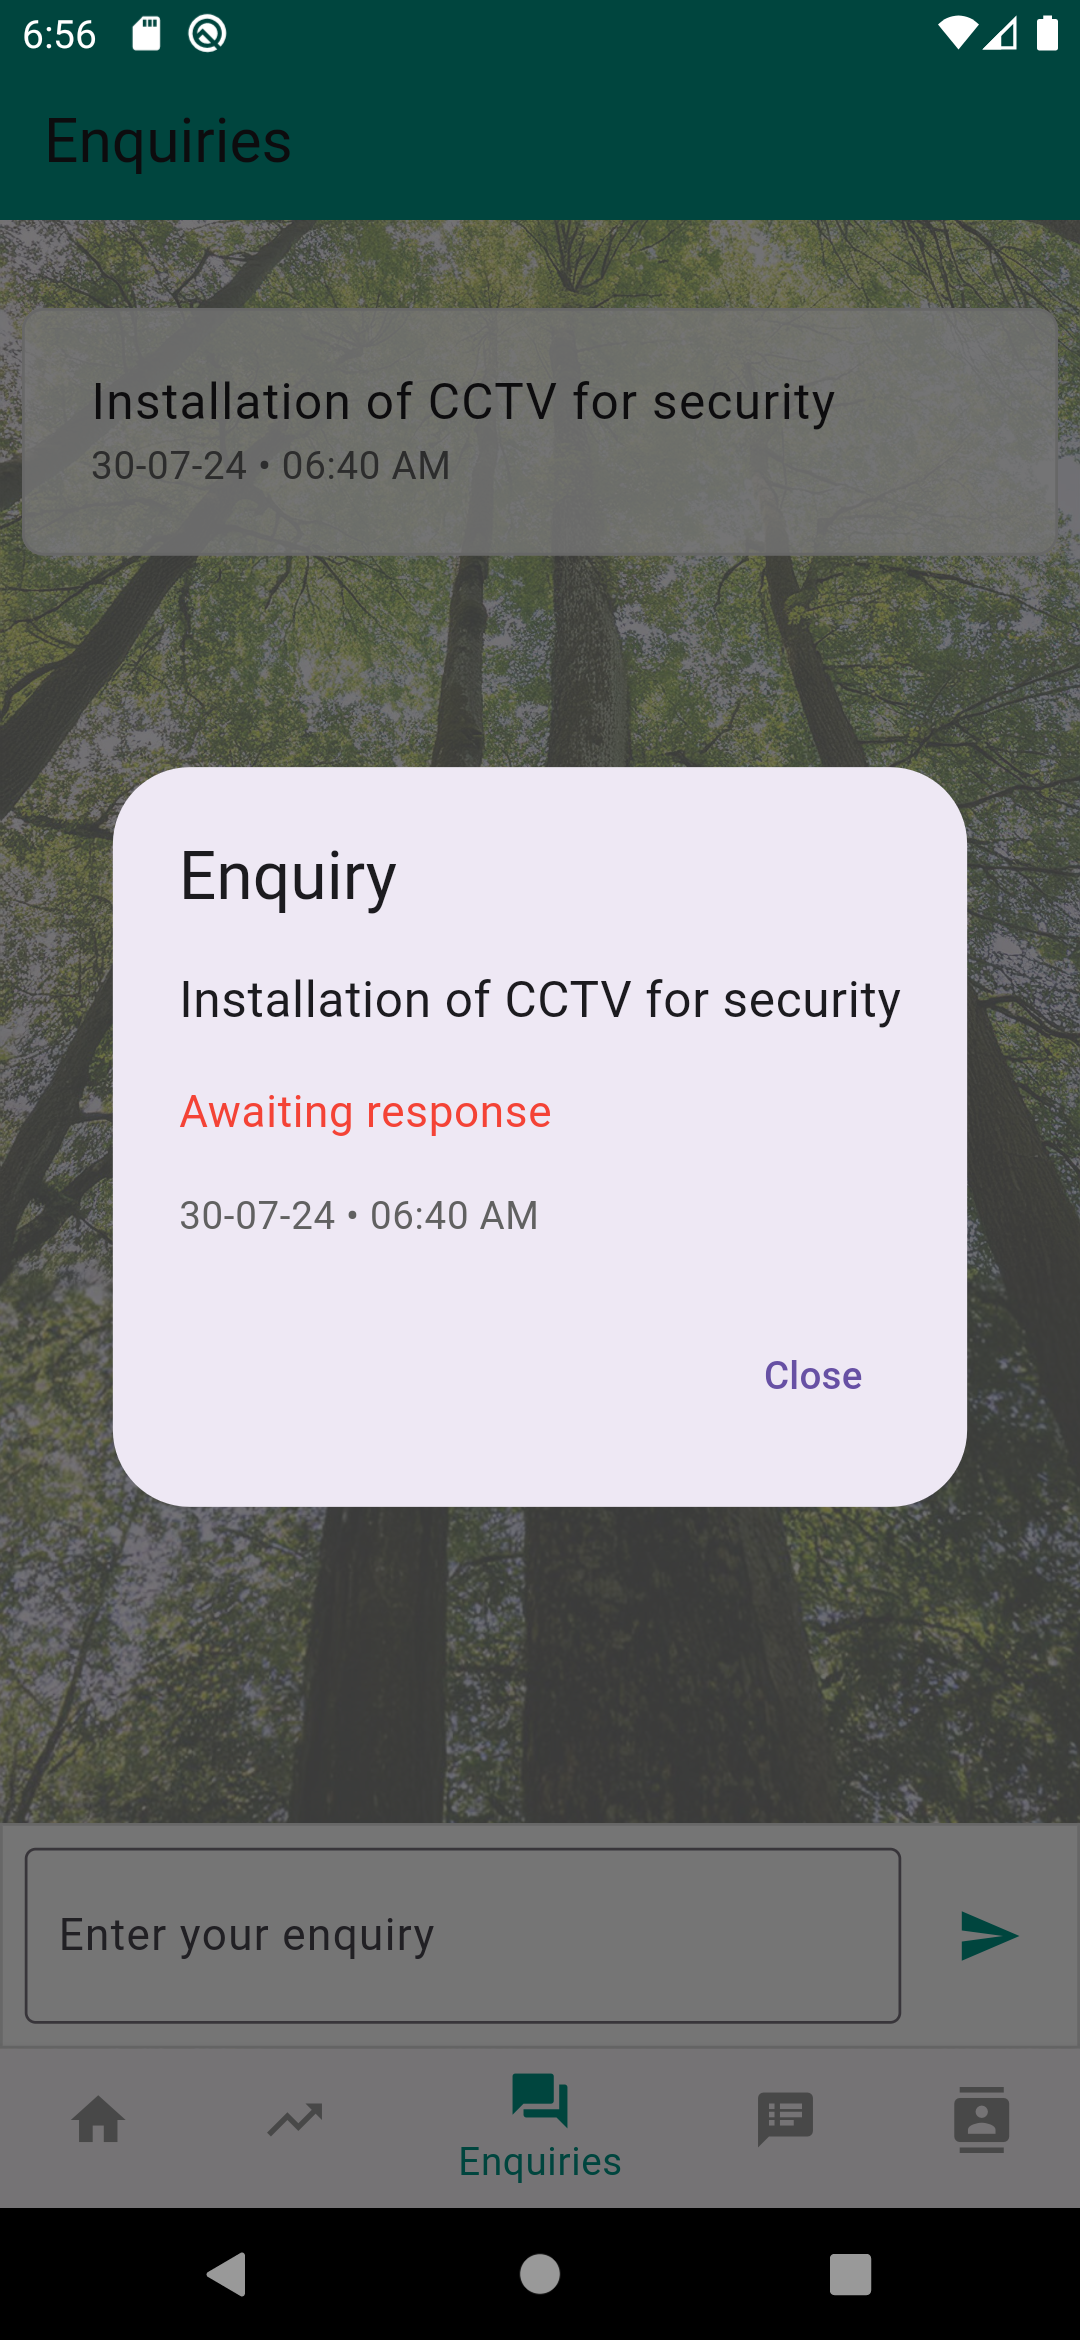 6:56
Enquiries
Installation of CCTV for security
30-07-24 • 06:40 AM
Enquiry
Installation of CCTV for security
Awaiting response
30-07-24 • 06:40 AM
Close
Enter your enquiry
Enquiries